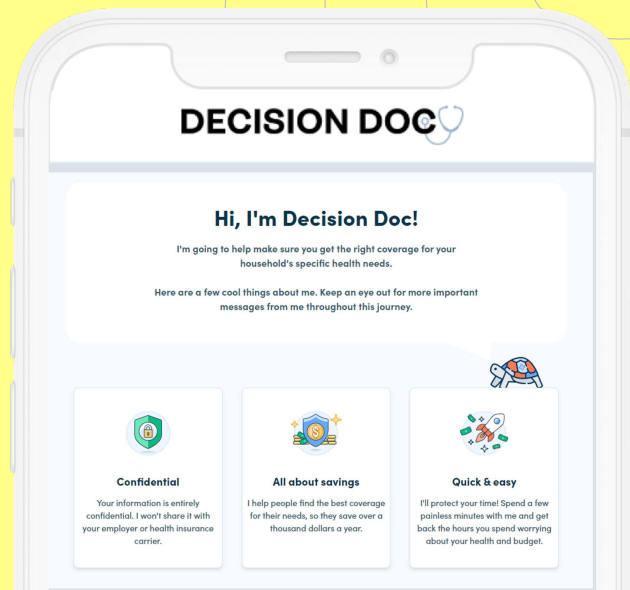 DECISION DOC
Hi, I'm Decision Doc!
I'm going to help make sure you get the right coverage for your
household's specific health needs.
Here are a few cool things about me. Keep an eye out for more important
messages from me throughout this journey.
Confidential
Your information is entirely
confidential. I won't share it with
your employer or health insurance
carrier.
All about savings
I help people find the best coverage
for their needs, so they save over a
thousand dollars a year.
Quick & easy
I'll protect your time! Spend a few
painless minutes with me and get
back the hours you spend worrying
about your health and budget.